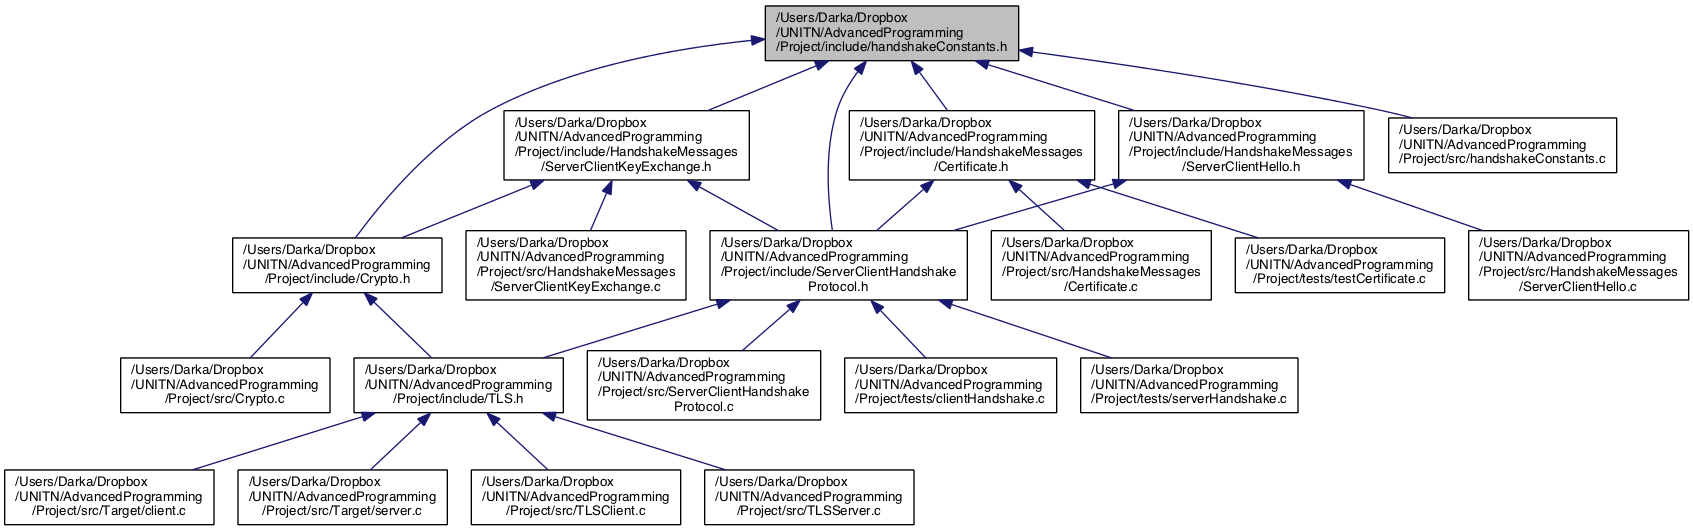 /Users/Darka/Dropbox
/UNITN/AdvancedProgramming
/Project/include/handshakeConstants.h
/Users/Darka/Dropbox
/UNITN/AdvancedProgramming
/Project/include/HandshakeMessages
/ServerClientKeyExchange.h
/Users/Darka/Dropbox
/UNITN/AdvancedProgramming
/Project/include/HandshakeMessages
/Certificate.h
/Users/Darka/Dropbox
/UNITN/AdvancedProgramming
/Project/include/HandshakeMessages
/ServerClientHello.h
/Users/Darka/Dropbox
/UNITN/AdvancedProgramming
/Project/src/handshakeConstants.c
/Users/Darka/Dropbox
/UNITN/AdvancedProgramming
/Project/include/Crypto.h
/Users/Darka/Dropbox
/UNITN/AdvancedProgramming
/Project/src/HandshakeMessages
/ServerClientKeyExchange.c
/Users/Darka/Dropbox
/UNITN/AdvancedProgramming
/Project/include/ServerClientHandshake
Protocol.h
/Users/Darka/Dropbox
/UNITN/AdvancedProgramming
/Project/src/HandshakeMessages
/Certificate.c
/Users/Darka/Dropbox
/UNITN/AdvancedProgramming
/Project/tests/testCertificate.c
/Users/Darka/Dropbox
/UNITN/AdvancedProgramming
/Project/src/HandshakeMessages
/ServerClientHello.c
/Users/Darka/Dropbox
/UNITN/AdvancedProgramming
/Project/src/Crypto.c
/Users/Darka/Dropbox
/UNITN/AdvancedProgramming
/Project/include/TLS.h
/Users/Darka/Dropbox
/UNITN/AdvancedProgramming
/Project/src/ServerClientHandshake
Protocol.c
/Users/Darka/Dropbox
/UNITN/AdvancedProgramming
/Project/tests/clientHandshake.c
/Users/Darka/Dropbox
/UNITN/AdvancedProgramming
/Project/tests/serverHandshake.c
/Users/Darka/Dropbox
/UNITN/AdvancedProgramming
/Project/src/Target/client.c
/Users/Darka/Dropbox
/UNITN/AdvancedProgramming
/Project/src/Target/server.c
/Users/Darka/Dropbox
/UNITN/AdvancedProgramming
/Project/src/TLSClient.c
/Users/Darka/Dropbox
/UNITN/AdvancedProgramming
/Project/src/TLSServer.c